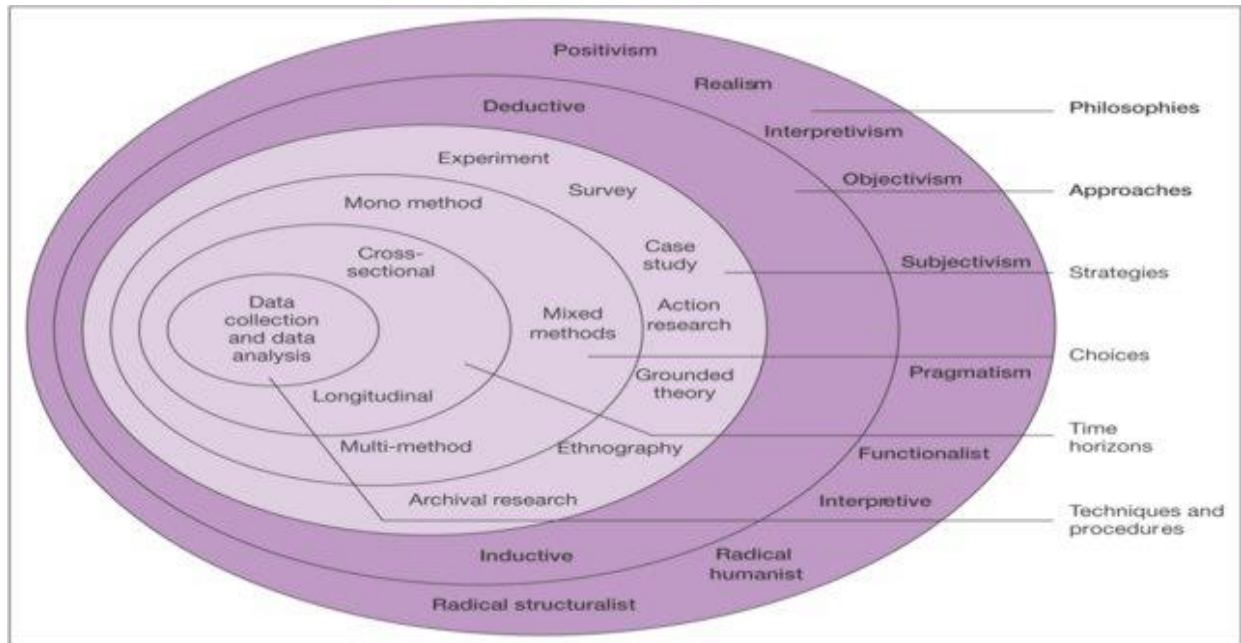 Positivism
Realism
Philosophies
Deductive
Interpretivism
Experiment
Objectivism
Approaches
Survey
Mono method
Case
study
Cross-
sectional
Subjectivism
Strategies
Data
collection
and data
analysis
Mixed
methods
Action
research
Choices
Grounded
theory
Pragmatism
Longitudinal
Time
horizons
Multi-method
Ethnography
Functionalist
Archival research
Interpretive
Techniques and
procedures
Inductive
Radical
humanist
Radical structuralist